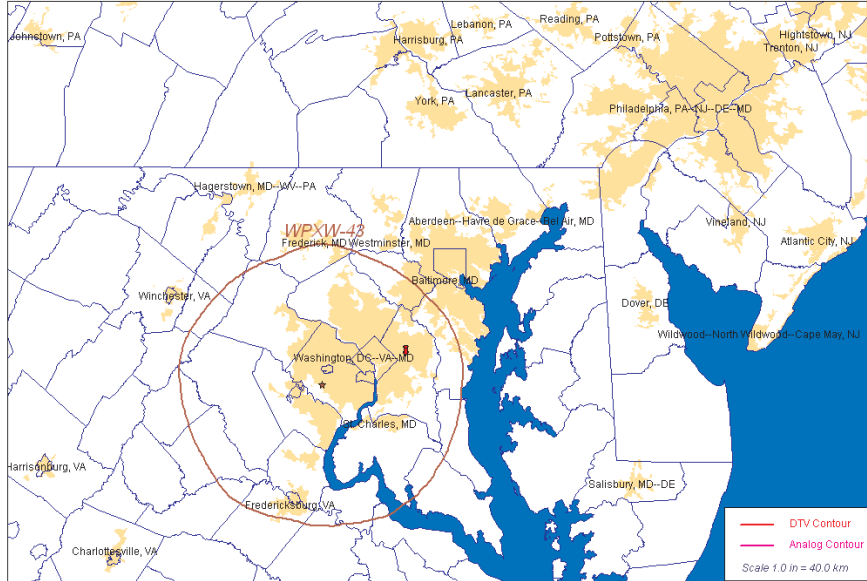 Johnstown, PA
Lebanon, PA
Reading, PA
Hightstown, NJ
Harrisburg, PA
Pottstown, PA
Trenton, NJ
Lancaster, PA
York, PA
Philadelphia, PA--NJ--DE--MD
Hagerstown, MD--WV--PA
Aberdeen--Havre de Grace--Bel Air, MD
Vineland, NJ
WPXW-43
Frederick, MD
Westminster, MD
Atlantic City, NJ
Baltimore, MD
Winchester, VA
Dover, DE
Wildwood--North Wildwood--Cape May, NJ
Washington, DC--VA--MD
St. Charles, MD
Harrisonburg, VA
Salisbury, MD--DE
Fredericksburg, VA
DTV Contour
Analog Contour
Charlottesville, VA
Scale 1.0 in = 40.0 km